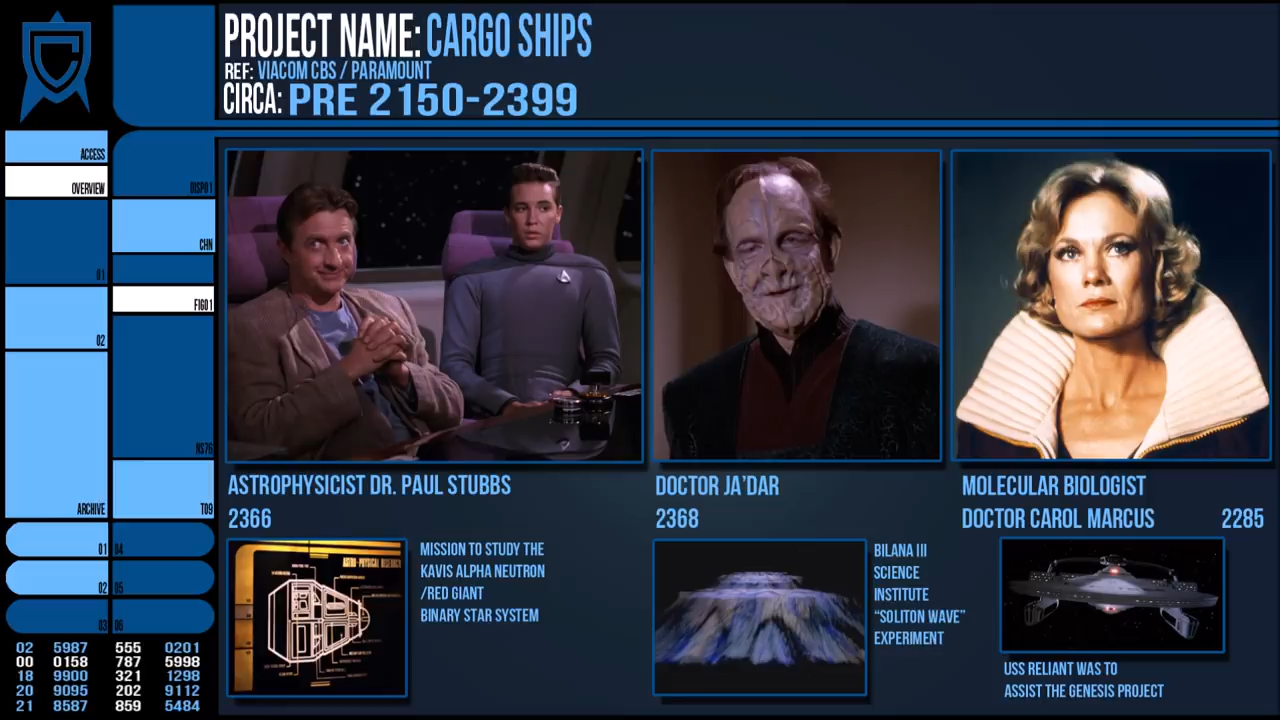 PROJECT NAME: CARGO SHIPS
REF: VIACOM CBS / PARAMOUNT
CIRCA: PRE 2150-2399
ACCESS
OVERVIEW
01
02
ARCHIVE
01
02
03
DISP01
CHN
FIG01
NS76
T09
04
05
06
02 5987 555 0201
00 0158 787 5998
18 9900 321 1298
20 9095 202 9112
21 8587 859 5484
ASTROPHYSICIST DR. PAUL STUBBS
2366
ASTRO-PHYSICAL RESEARCH
MISSION TO STUDY THE
KAVIS ALPHA NEUTRON
/RED GIANT
BINARY STAR SYSTEM
DOCTOR JA’DAR
2368
BILANA III
SCIENCE
INSTITUTE
“SOLITON WAVE”
EXPERIMENT
MOLECULAR BIOLOGIST
DOCTOR CAROL MARCUS 2285
USS RELIANT WAS TO
ASSIST THE GENESIS PROJECT